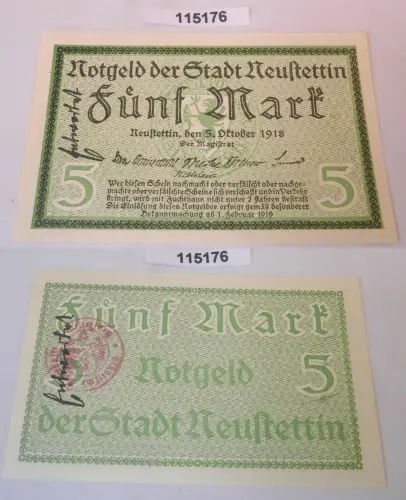 115176
Notgeld der Stadt Neustettin
Fünf Mark
Neustettin, den 5. Oktober 1918
Der Magistrat
5
5
Wer diesen Schein nachmacht oder verfälscht oder nachge-
machte oder verfälschte Scheine sich verschafft und in Verkehr
bringt, wird mit Zuchthaus nicht unter 2 Jahren bestraft
Die Einlösung dieses Notgeldes erfolgt gemäß besonderer
Bekanntmachung ab 1. Februar 1919
115176
Fünf Mark
5
Notgeld
der Stadt Neustettin